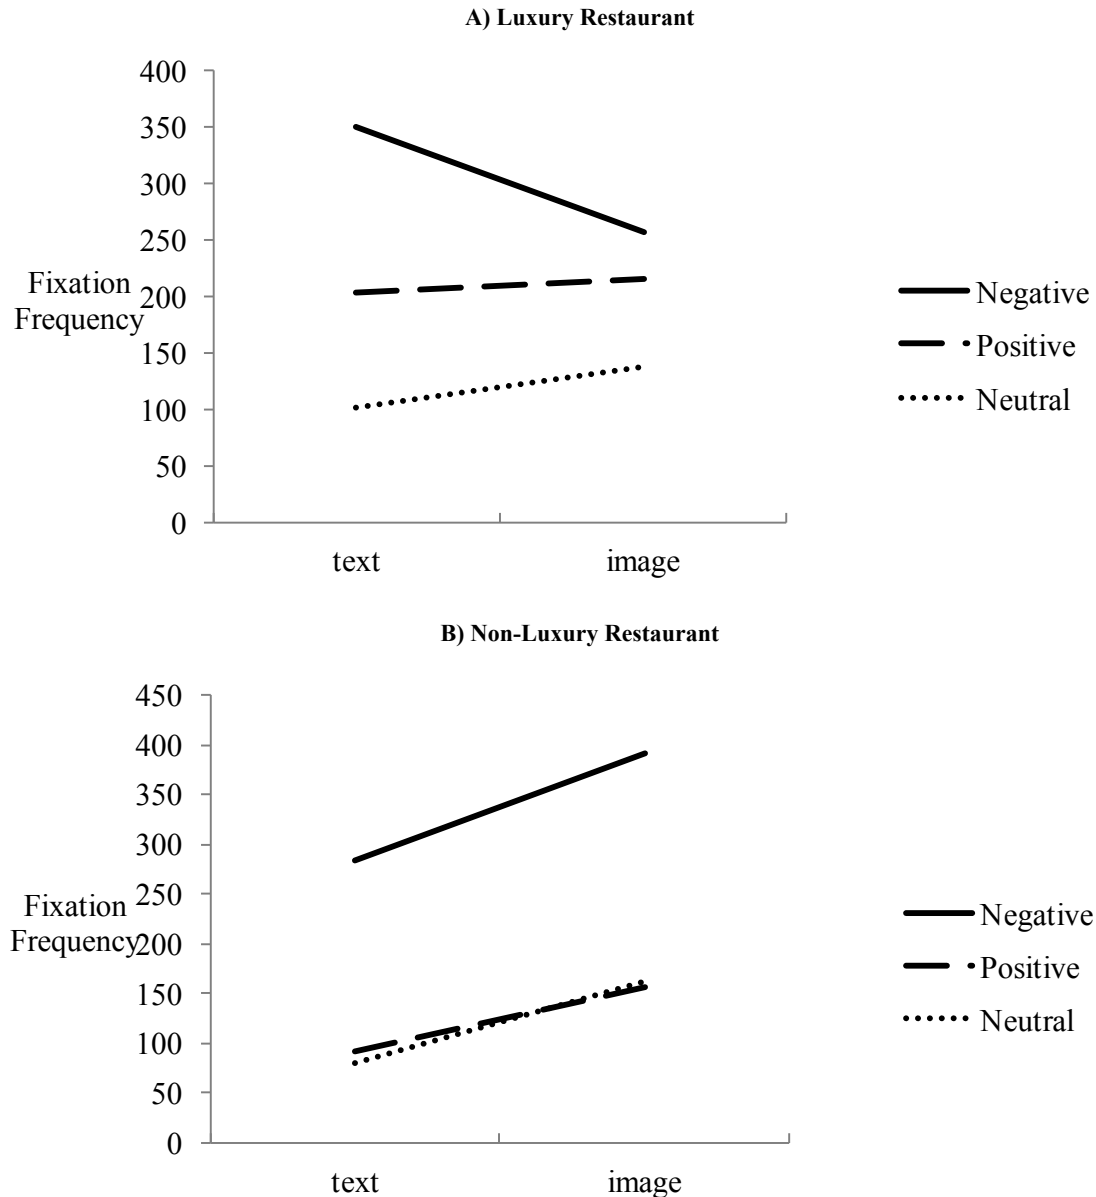 A) Luxury Restaurant
400
350
300
250
200
150
100
50
0
Fixation
Frequency
text
image
Negative
Positive
Neutral
B) Non-Luxury Restaurant
450
400
350
300
250
200
150
100
50
0
Fixation
Frequency
text
image
Negative
Positive
Neutral